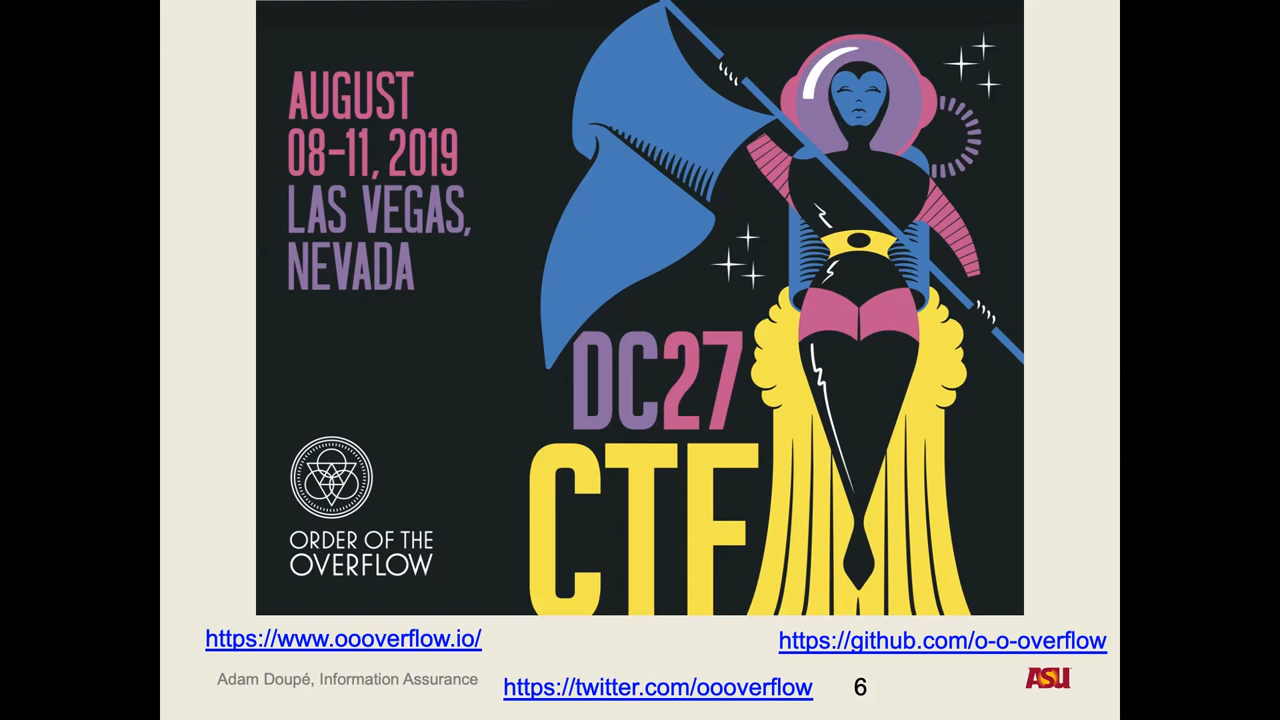 AUGUST
08-11, 2019
LAS VEGAS,
NEVADA
DC27
CTF
ORDER OF THE
OVERFLOW
https://www.oooverflow.io/
https://github.com/o-o-overflow
Adam Doupé, Information Assurance
https://twitter.com/oooverflow
6
ASU